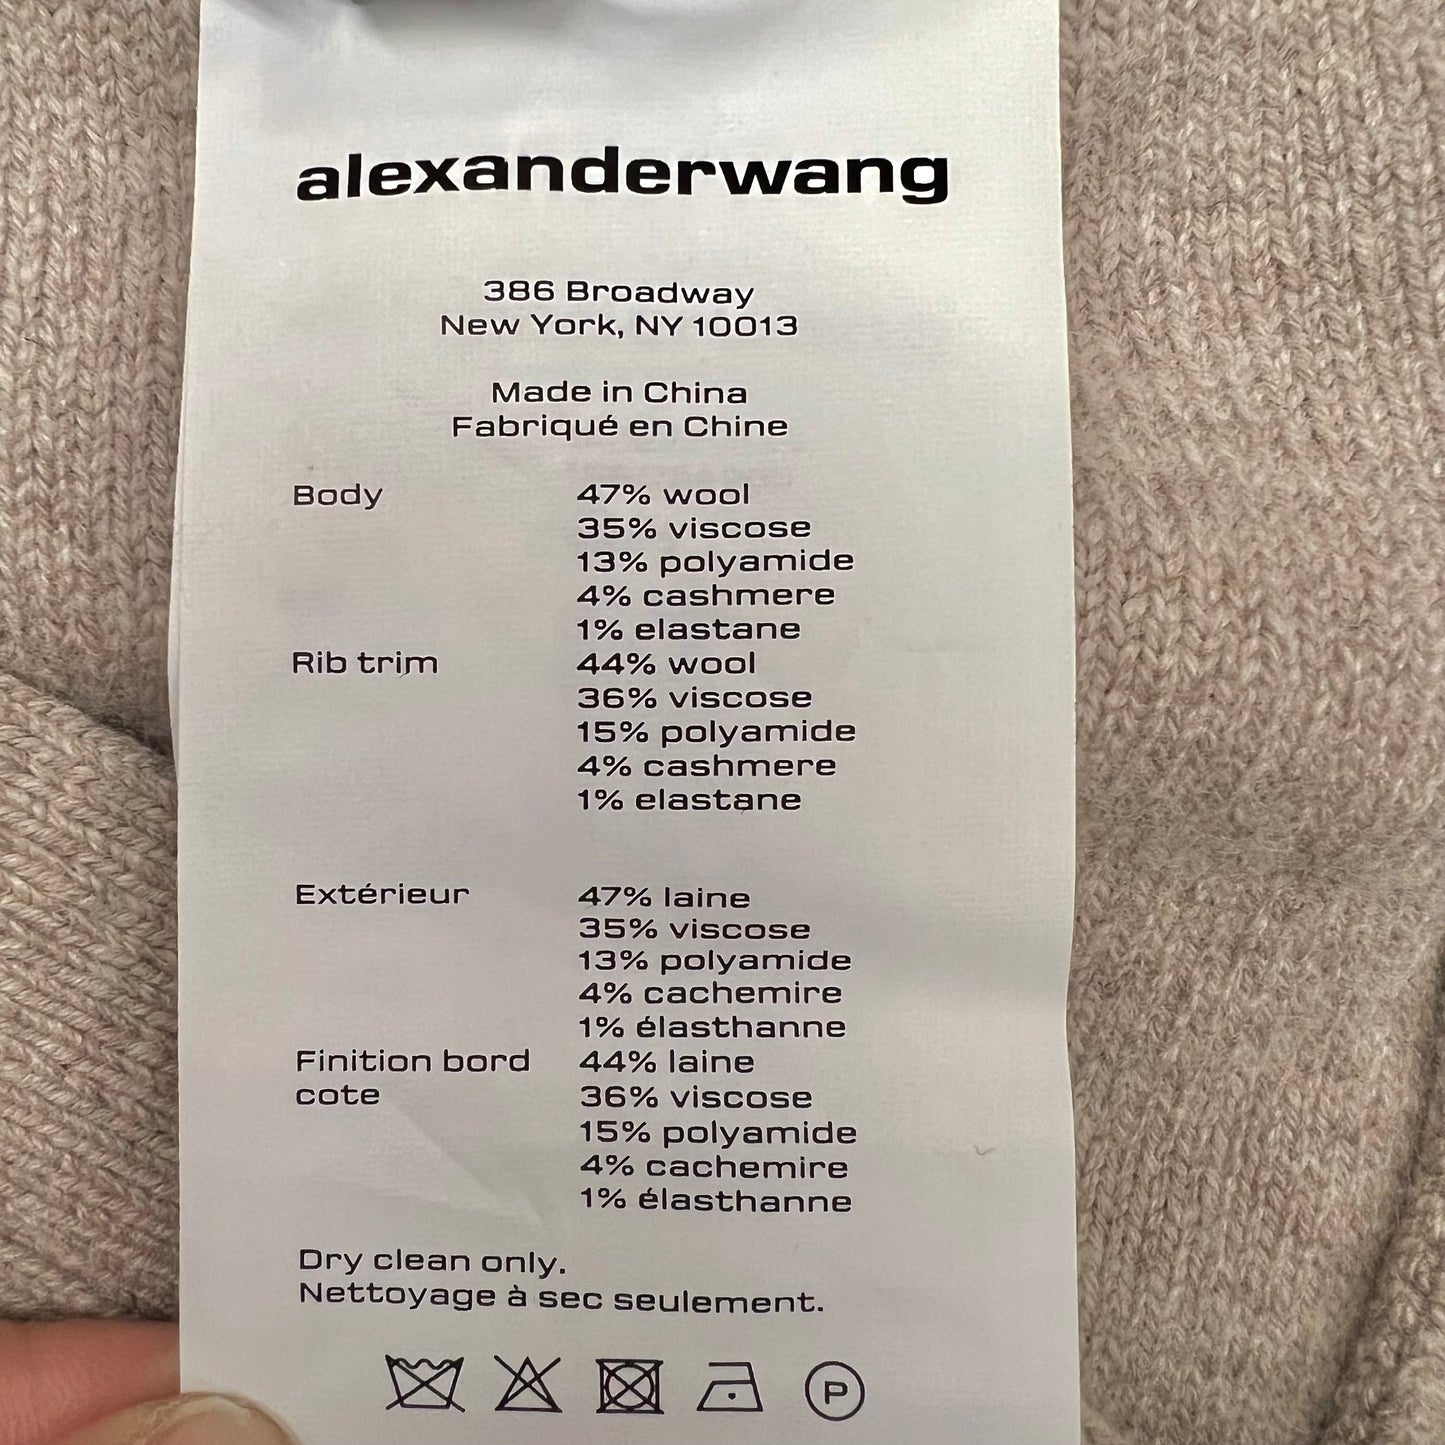 alexanderwang
386 Broadway
New York, NY 10013
Made in China
Fabriqué en Chine
Body 47% wool
35% viscose
13% polyamide
4% cashmere
1% elastane
Rib trim 44% wool
36% viscose
15% polyamide
4% cashmere
1% elastane
Extérieur 47% laine
35% viscose
13% polyamide
4% cachemire
1% élasthanne
Finition bord 44% laine
cote 36% viscose
15% polyamide
4% cachemire
1% élasthanne
Dry clean only.
Nettoyage à sec seulement.
P